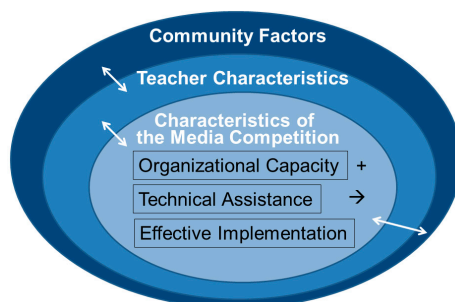 Community Factors
Teacher Characteristics
Characteristics of
the Media Competition
Organizational Capacity +
Technical Assistance →
Effective Implementation